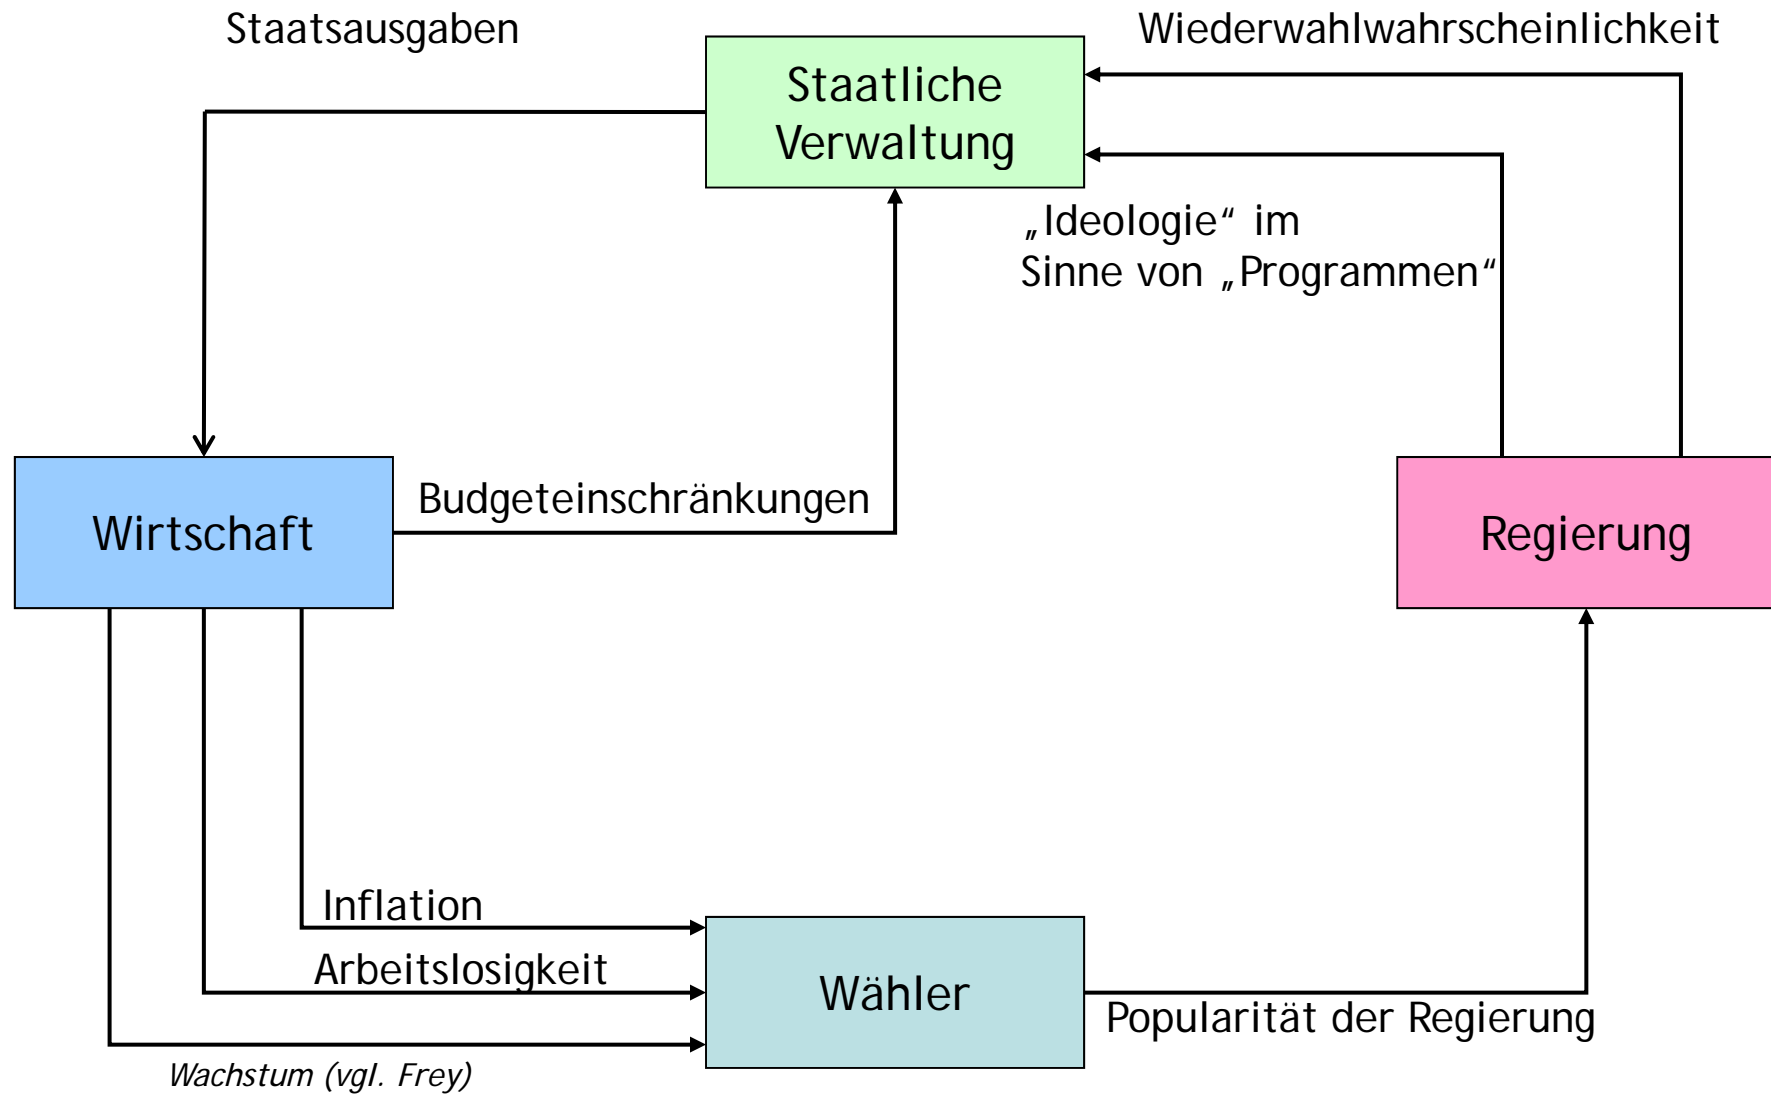 Staatsausgaben
Wiederwahlwahrscheinlichkeit
Staatliche
Verwaltung
„Ideologie“ im
Sinne von „Programmen“
Wirtschaft
Budgeteinschränkungen
Regierung
Inflation
Arbeitslosigkeit
Wähler
Popularität der Regierung
Wachstum (vgl. Frey)